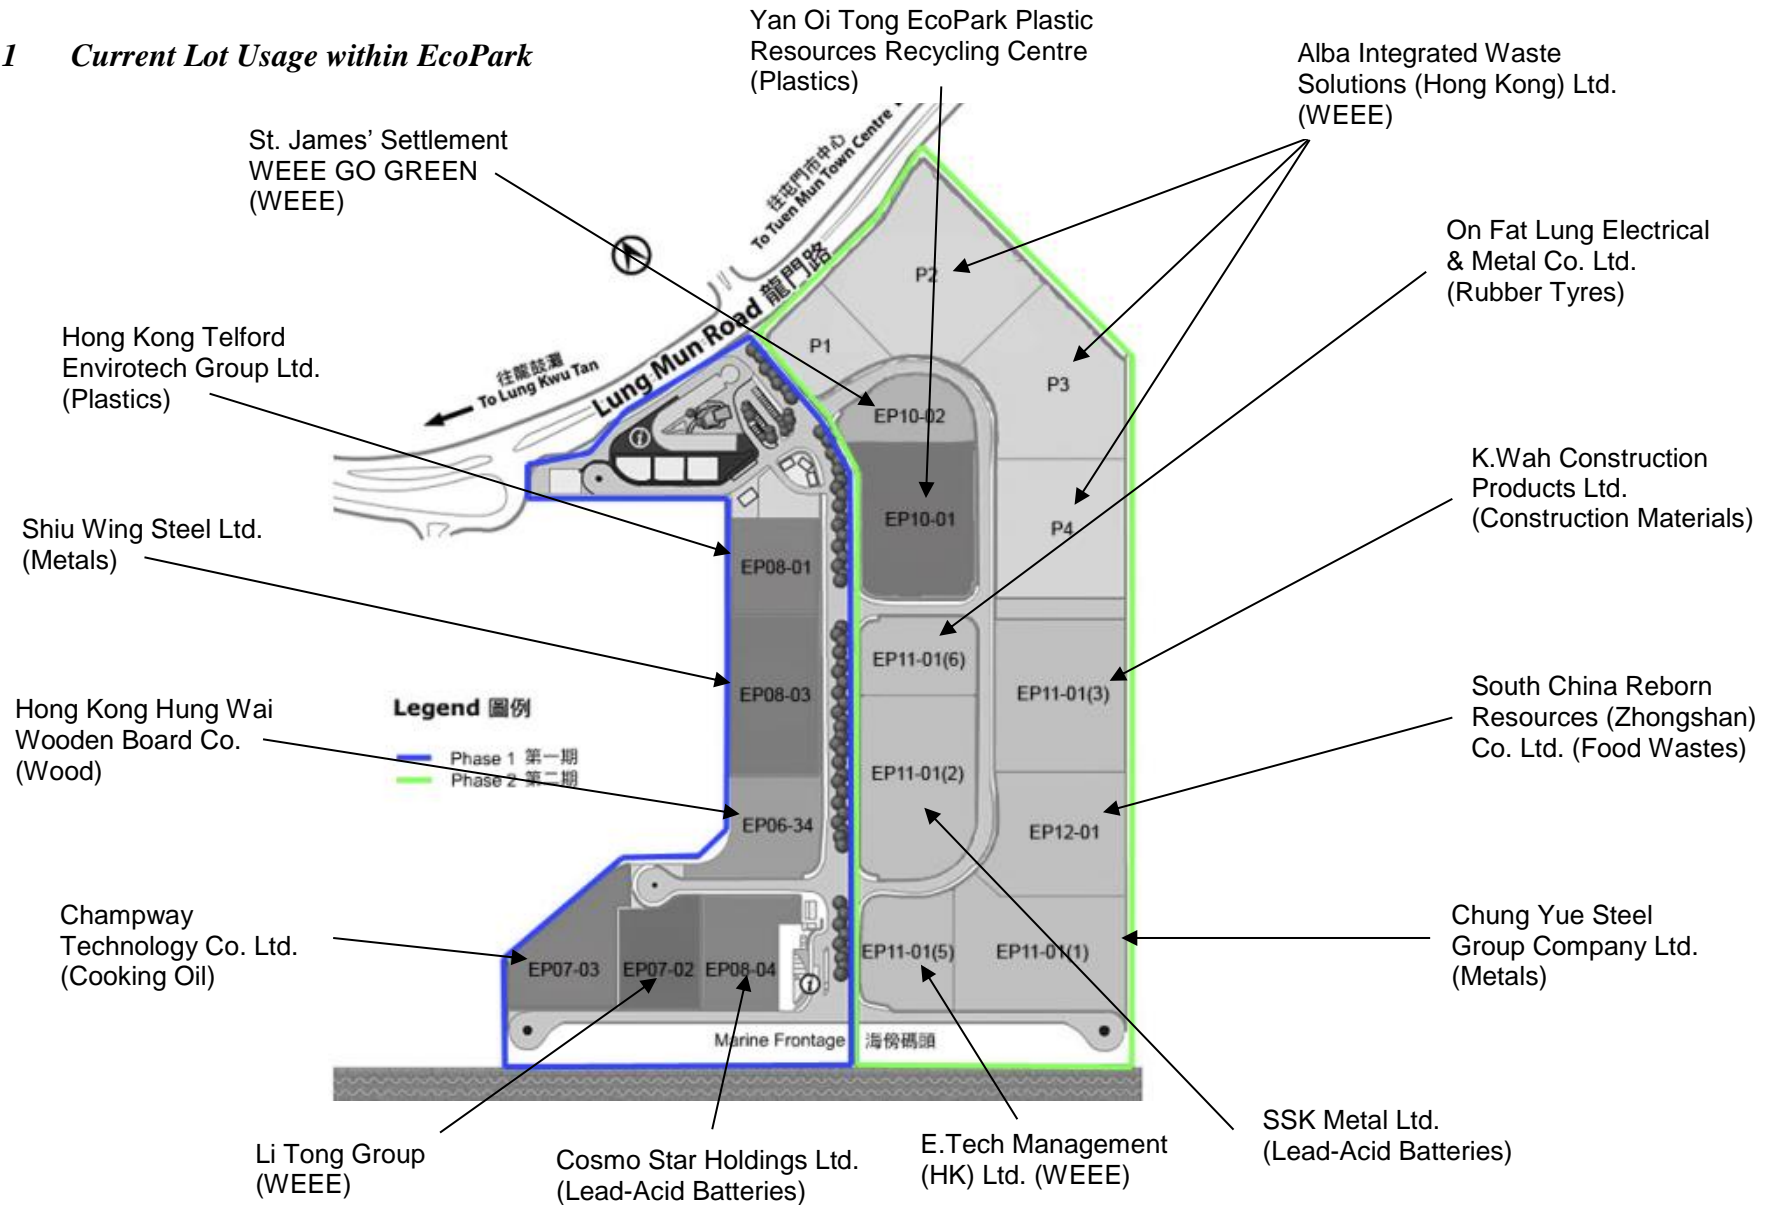 1 Current Lot Usage within EcoPark
Yan Oi Tong EcoPark Plastic
Resources Recycling Centre
(Plastics)
Alba Integrated Waste
Solutions (Hong Kong) Ltd.
(WEEE)
St. James’ Settlement
WEEE GO GREEN
(WEEE)
往屯門市中心
To Tuen Mun Town Centre
On Fat Lung Electrical
& Metal Co. Ltd.
(Rubber Tyres)
Hong Kong Telford
Envirotech Group Ltd.
(Plastics)
往龍鼓灘
To Lung Kwu Tan
Lung Mun Road 龍門路
P2
P1
P3
EP10-02
K.Wah Construction
Products Ltd.
(Construction Materials)
EP10-01
P4
Shiu Wing Steel Ltd.
(Metals)
EP08-01
EP11-01(6)
EP08-03
EP11-01(3)
South China Reborn
Resources (Zhongshan)
Co. Ltd. (Food Wastes)
Hong Kong Hung Wai
Wooden Board Co.
(Wood)
Legend 圖例
Phase 1 第一期
Phase 2 第二期
EP11-01(2)
EP06-34
EP12-01
Champway
Technology Co. Ltd.
(Cooking Oil)
Chung Yue Steel
Group Company Ltd.
(Metals)
EP07-03
EP07-02
EP08-04
EP11-01(5)
EP11-01(1)
Marine Frontage 海傍碼頭
Li Tong Group
(WEEE)
Cosmo Star Holdings Ltd.
(Lead-Acid Batteries)
E.Tech Management
(HK) Ltd. (WEEE)
SSK Metal Ltd.
(Lead-Acid Batteries)